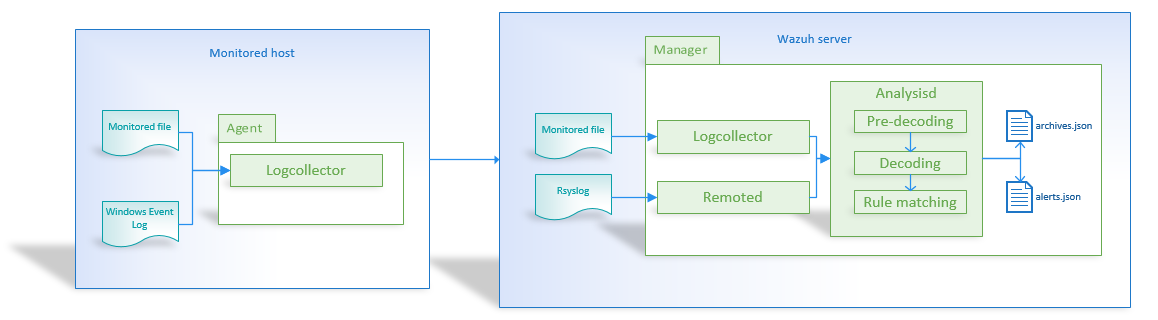 Monitored host
Monitored file
Windows Event
Log
Agent
Logcollector
Wazuh server
Manager
Monitored file
Rsyslog
Logcollector
Remoted
Analysisd
Pre-decoding
Decoding
Rule matching
archives.json
alerts.json